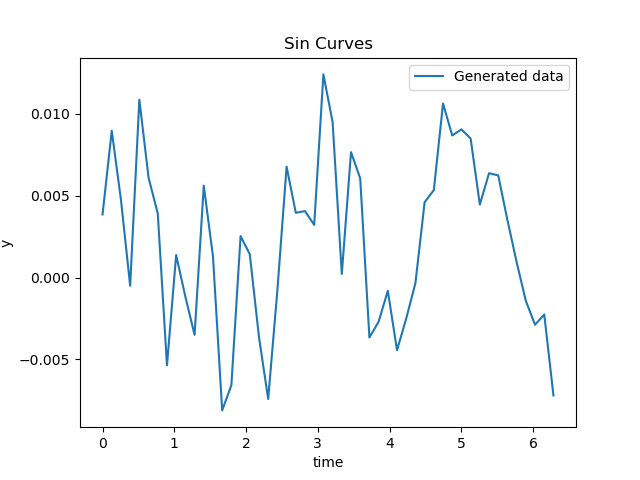 Sin Curves
Generated data
0.010
0.005
0.000
−0.005
y
0 1 2 3 4 5 6
time